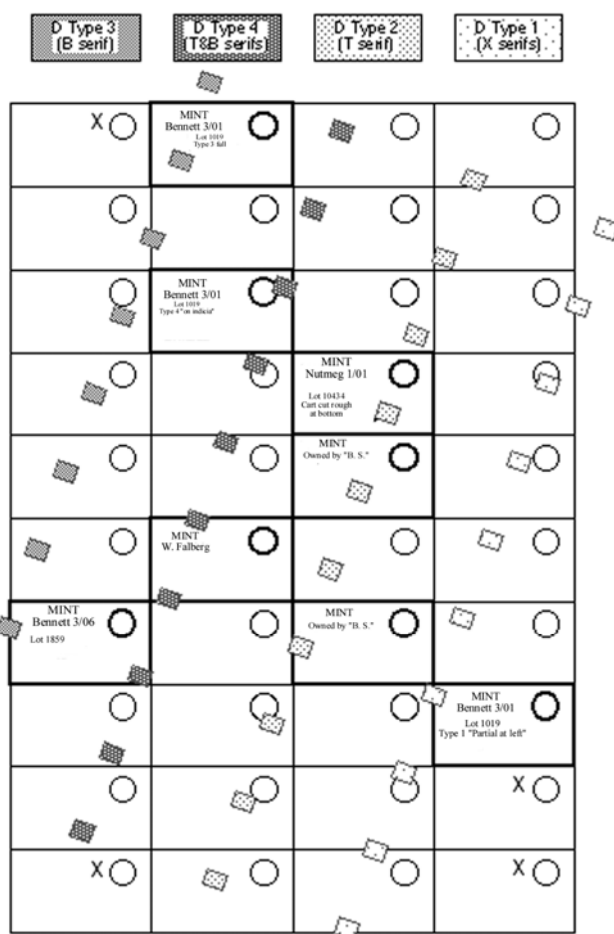 D Type 3
(B serif)
D Type 4
(T&B serifs)
D Type 2
(T serif)
D Type 1
(X serifs)
X
MINT
Bennett 3/01
Lot 1019
Type 3 full
MINT
Bennett 3/01
Lot 1019
Type 4 "on indicia"
MINT
Nutmeg 1/01
Lot 10434
Cart cut rough
at bottom
MINT
Owned by "B. S."
MINT
W. Falberg
MINT
Bennett 3/06
Lot 1859
MINT
Owned by "B. S."
MINT
Bennett 3/01
Lot 1019
Type 1 "Partial at left"
X
X
X